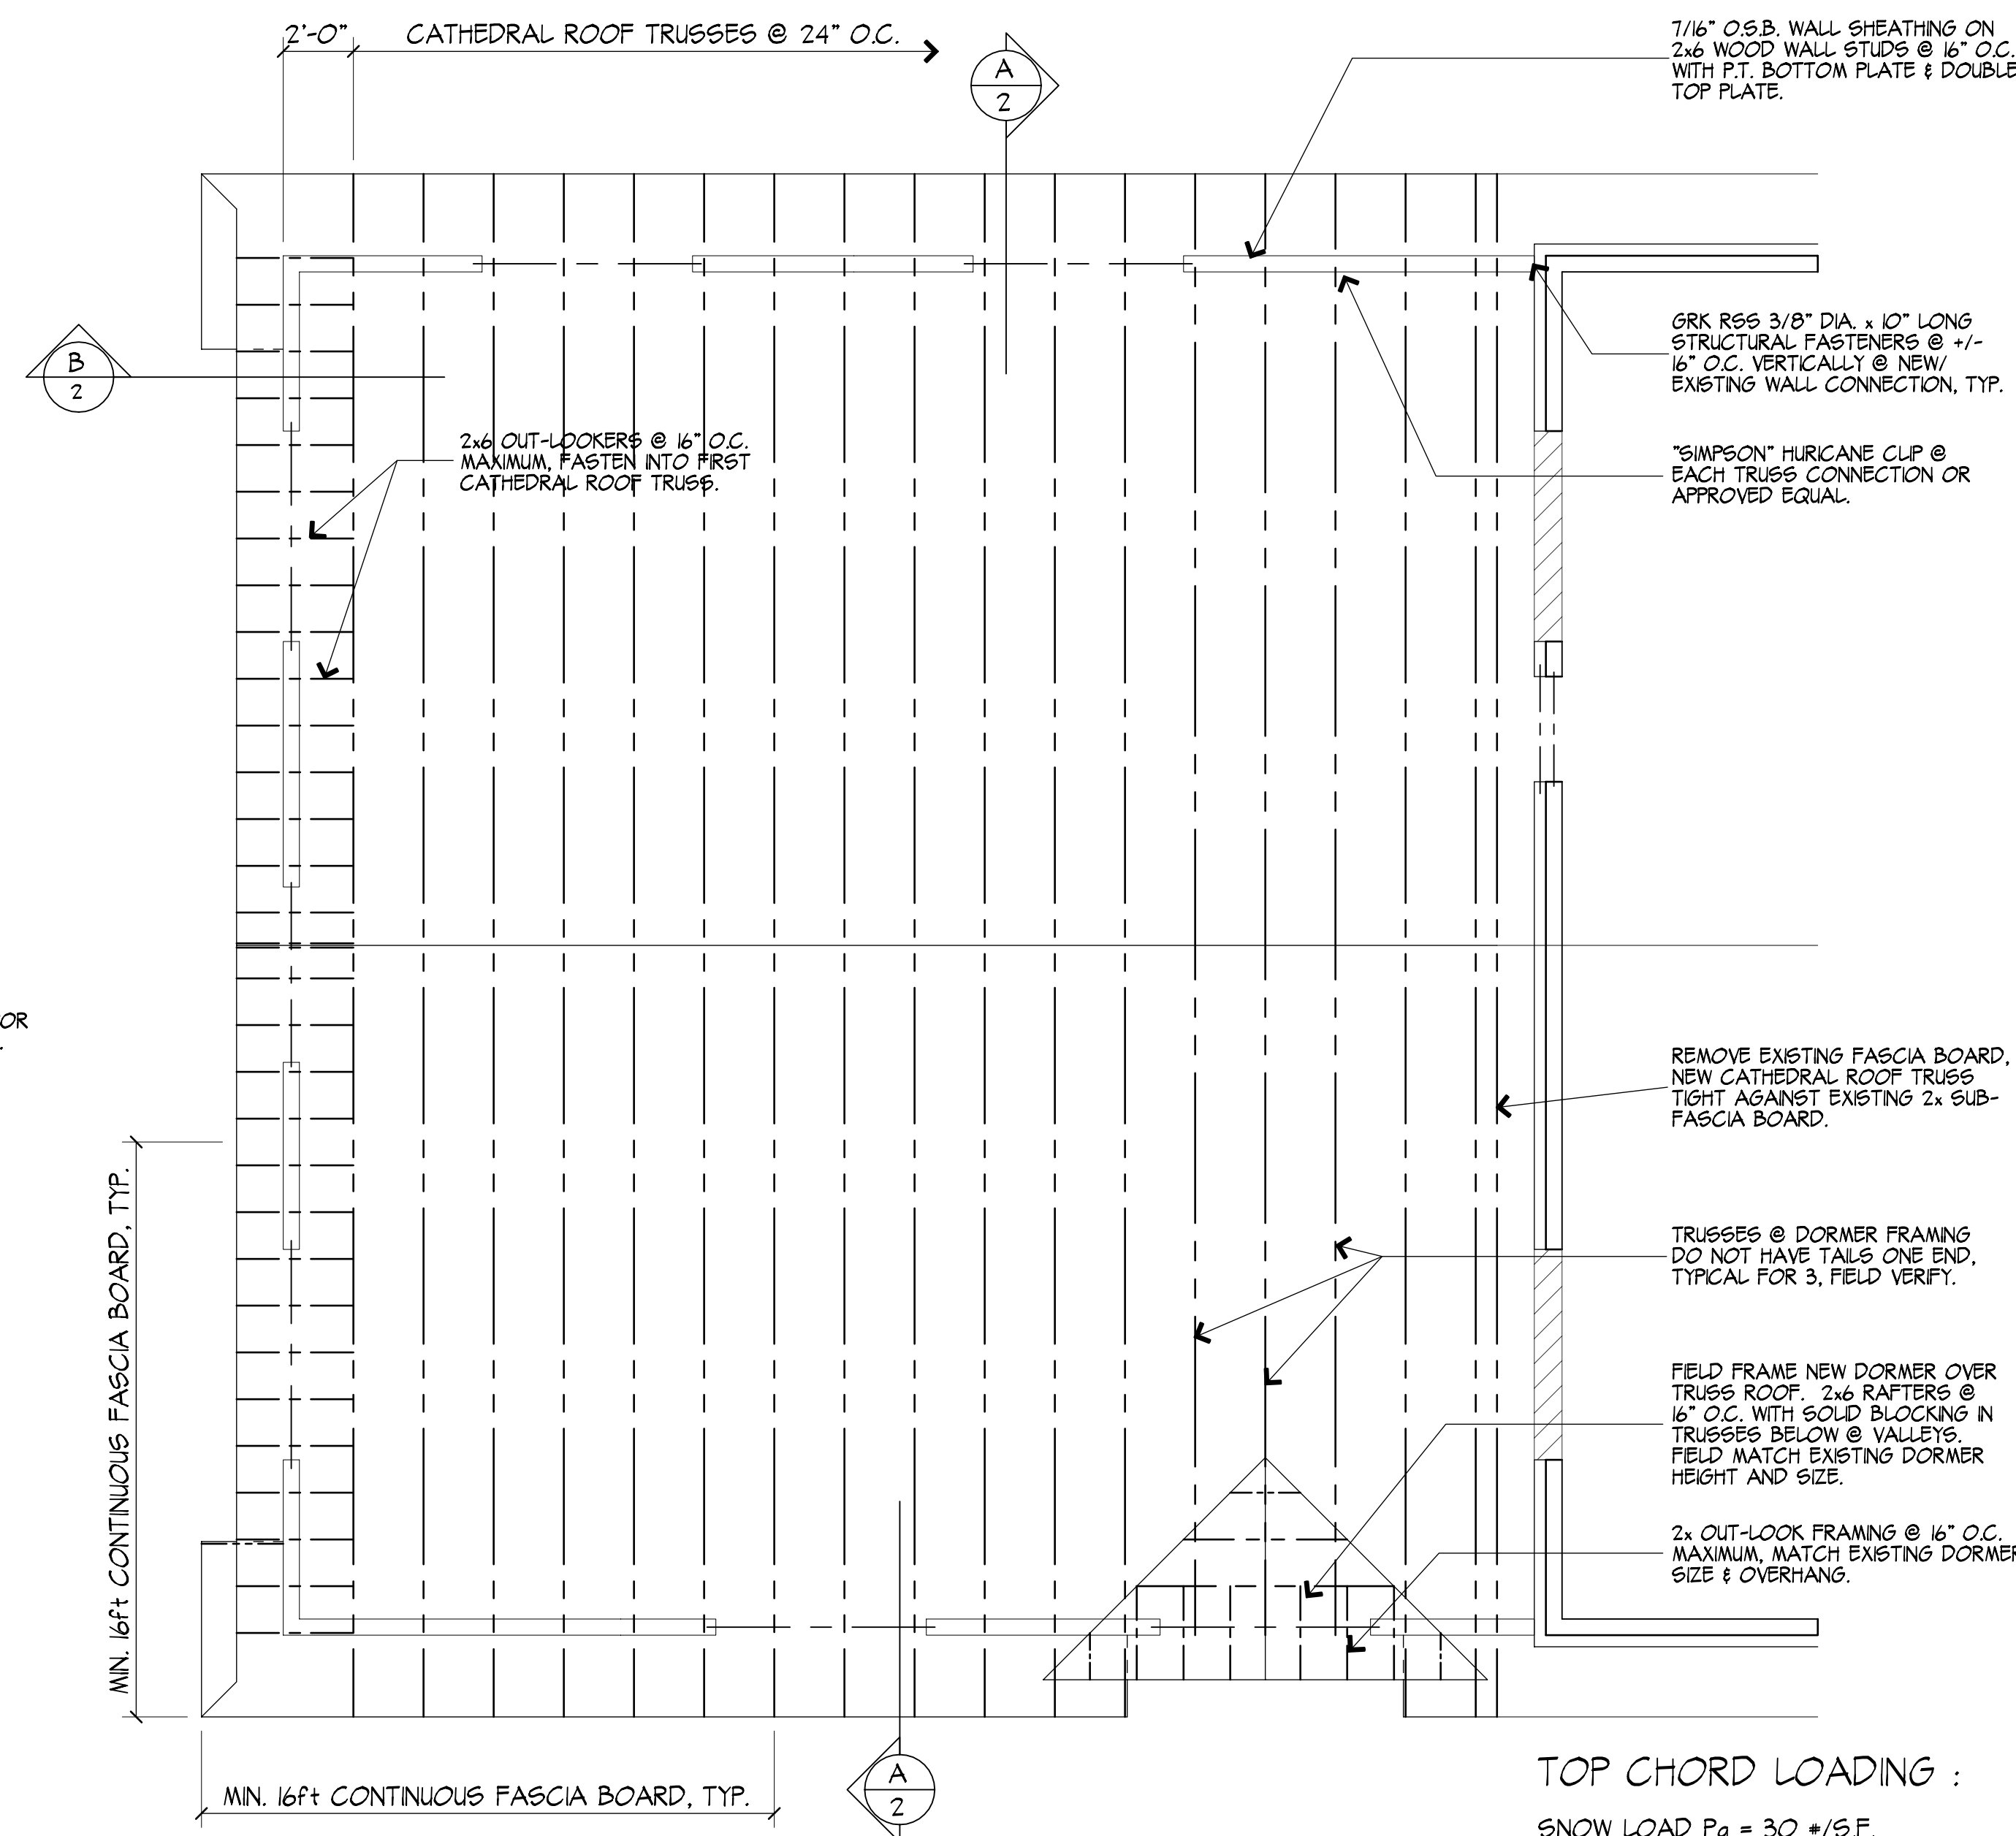 2'-0"
CATHEDRAL ROOF TRUSSES @ 24" O.C.
A
2
7/16" O.S.B. WALL SHEATHING ON
2x6 WOOD WALL STUDS @ 16" O.C.
WITH P.T. BOTTOM PLATE & DOUBLE
TOP PLATE.
GRK RSS 3/8" DIA. x 10" LONG
STRUCTURAL FASTENERS @ +/-
16" O.C. VERTICALLY @ NEW/
EXISTING WALL CONNECTION, TYP.
B
2
2x6 OUT-LOOKERS @ 16" O.C.
MAXIMUM, FASTEN INTO FIRST
CATHEDRAL ROOF TRUSS.
"SIMPSON" HURICANE CLIP @
EACH TRUSS CONNECTION OR
APPROVED EQUAL.
OR
.
REMOVE EXISTING FASCIA BOARD,
NEW CATHEDRAL ROOF TRUSS
TIGHT AGAINST EXISTING 2x SUB-
FASCIA BOARD.
MIN. 16ft CONTINUOUS FASCIA BOARD, TYP.
TRUSSES @ DORMER FRAMING
DO NOT HAVE TAILS ONE END,
TYPICAL FOR 3, FIELD VERIFY.
FIELD FRAME NEW DORMER OVER
TRUSS ROOF. 2x6 RAFTERS @
16" O.C. WITH SOLID BLOCKING IN
TRUSSES BELOW @ VALLEYS.
FIELD MATCH EXISTING DORMER
HEIGHT AND SIZE.
2x OUT-LOOK FRAMING @ 16" O.C.
MAXIMUM, MATCH EXISTING DORMER
SIZE & OVERHANG.
MIN. 16ft CONTINUOUS FASCIA BOARD, TYP.
A
2
TOP CHORD LOADING :
SNOW LOAD Pg = 30 #/S.F.